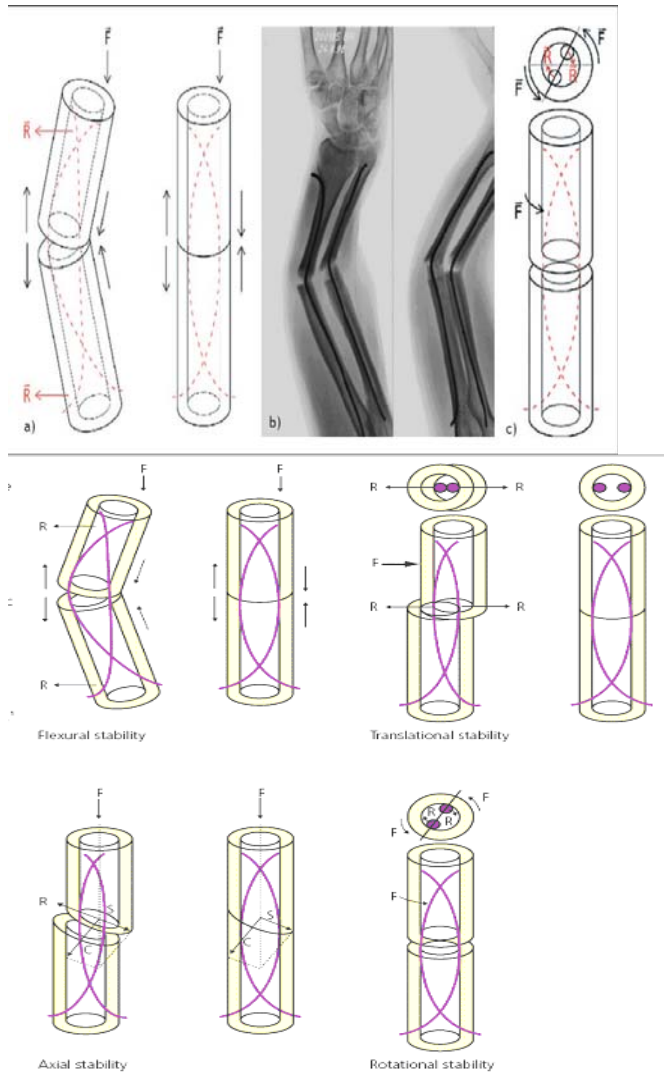 F F
R
R
a)
b)
F
R
R
F
F
c)
F F
R
R
Flexural stability
R R
F
R R
Translational stability
F F
R S
C
S
C
Axial stability
F
R
R
F
F
Rotational stability